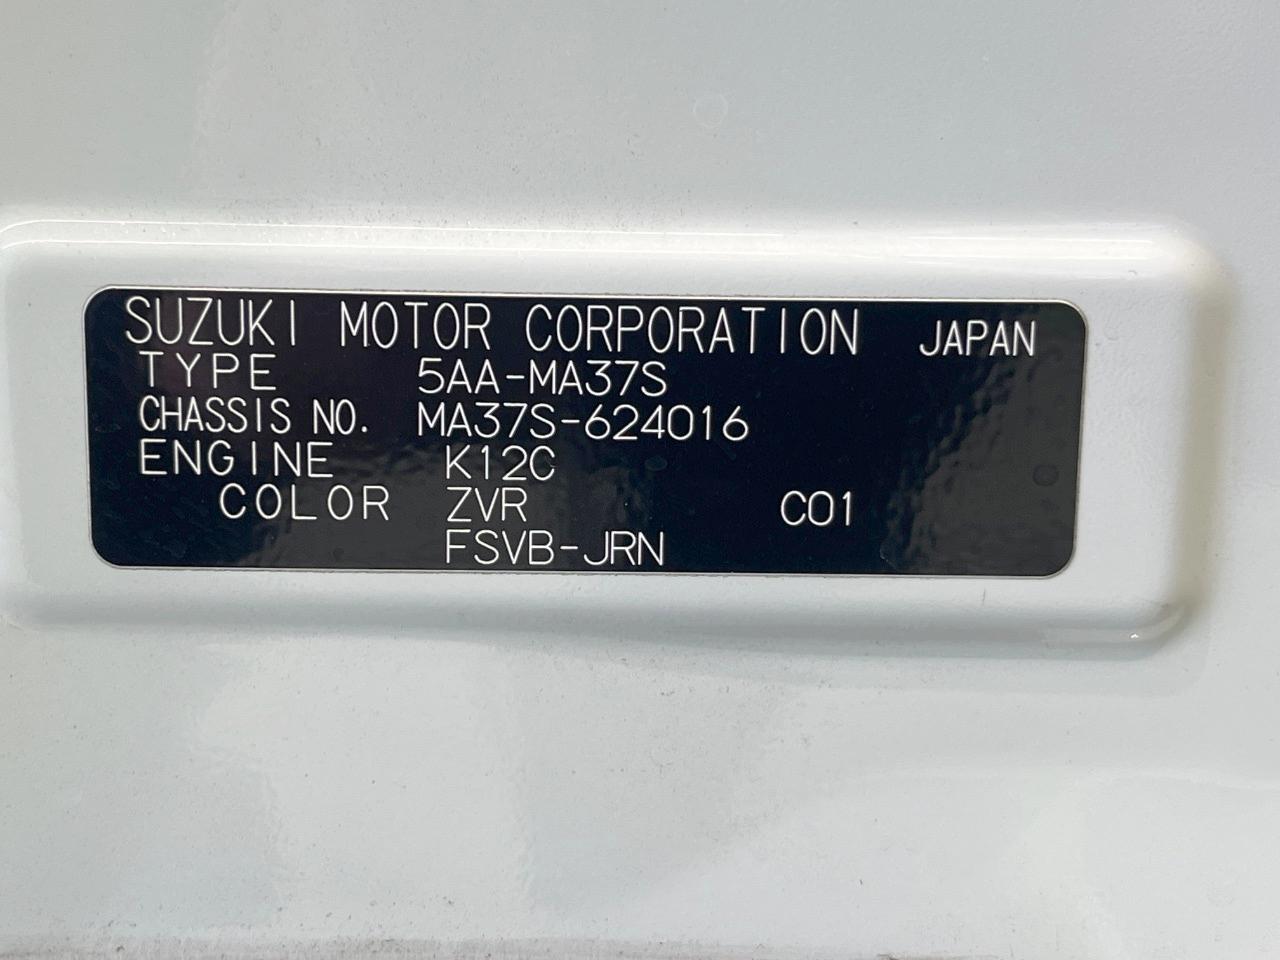 SUZUKI MOTOR CORPORATION JAPAN
TYPE 5AA-MA37S
CHASSIS NO. MA37S-624016
ENGINE K12C
COLOR ZVR C01
FSVB-JRN